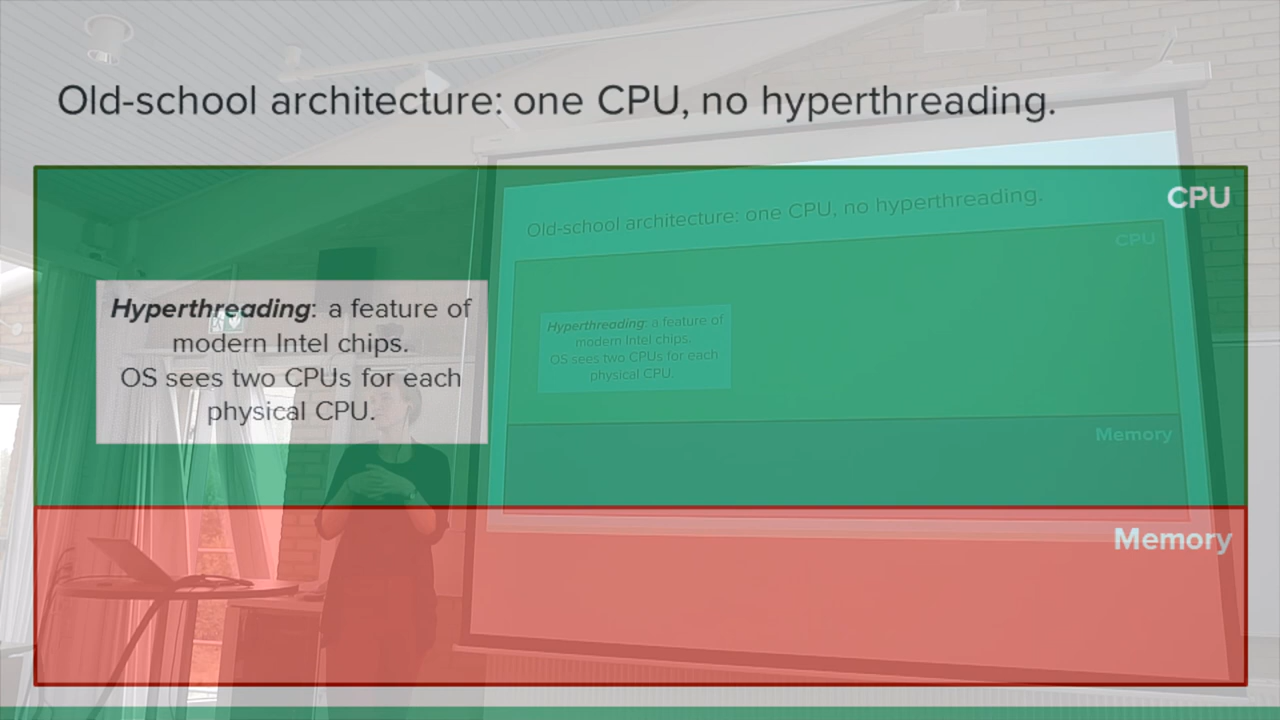 Old-school architecture: one CPU, no hyperthreading.
CPU
Hyperthreading: a feature of
modern Intel chips.
OS sees two CPUs for each
physical CPU.
Memory
Old-school architecture: one CPU, no hyperthreading.
CPU
Hyperthreading: a feature of
modern Intel chips.
OS sees two CPUs for each
physical CPU.
Memory